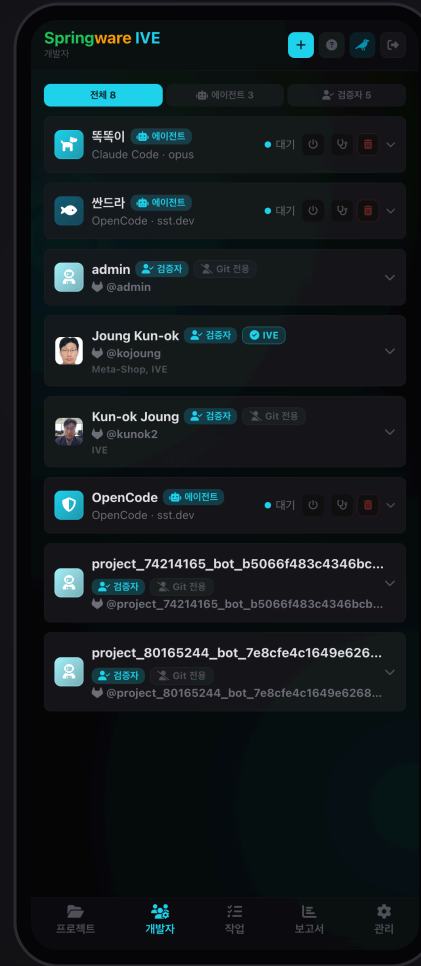 Springware IVE
개발자
전체 8
에이전트 3
검증자 5
똑똑이 에이전트
Claude Code · opus
대기
싼드라 에이전트
OpenCode · sst.dev
대기
admin 검증자 Git 전용
@admin
Joung Kun-ok 검증자 IVE
@kojoung
Meta-Shop, IVE
Kun-ok Joung 검증자 Git 전용
@kunok2
IVE
OpenCode 에이전트
OpenCode · sst.dev
대기
project_74214165_bot_b5066f483c4346bc...
검증자 Git 전용
@project_74214165_bot_b5066f483c4346bcb...
project_80165244_bot_7e8cfe4c1649e626...
검증자 Git 전용
@project_80165244_bot_7e8cfe4c1649e6268...
프로젝트
개발자
작업
보고서
관리